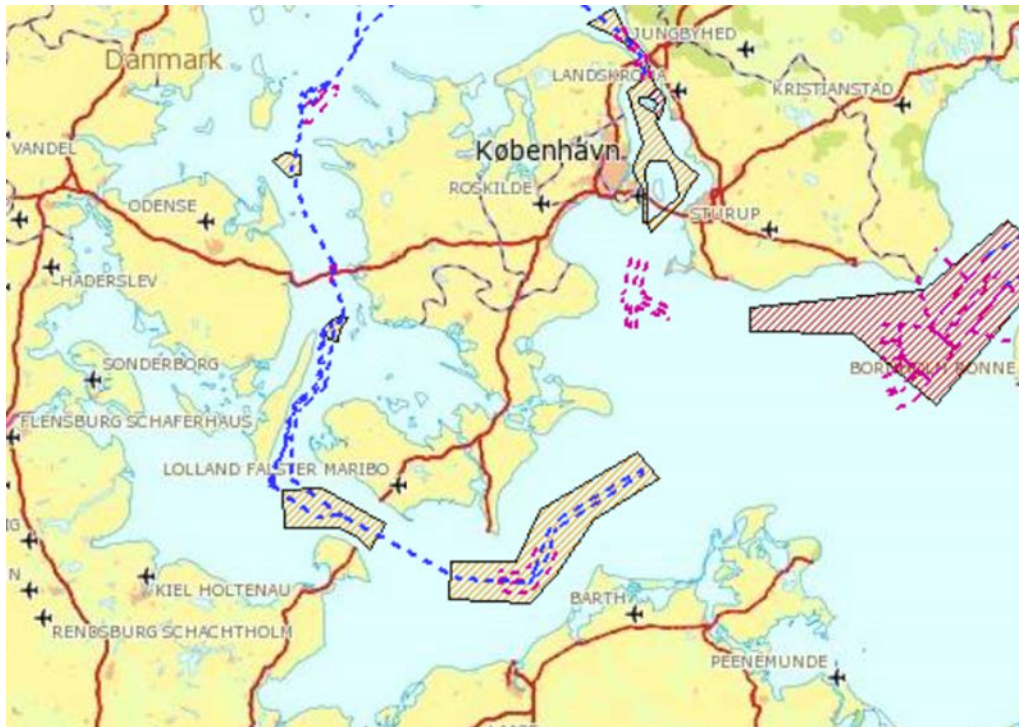 JUNGBYHED
Danmark
LANDSKRONA
KRISTIANSTAD
VANDEL
København
ROSKILDE
ODENSE
STURUP
HADERSLEV
SONDERBORG
BORNHOLM RONNE
FLENSBURG SCHAFERHAUS
LOLLAND FALSTER MARIBO
IG
N
KIEL HOLTENAU
BARTH
RENDSBURG SCHACHTHOLM
PEENEMUNDE